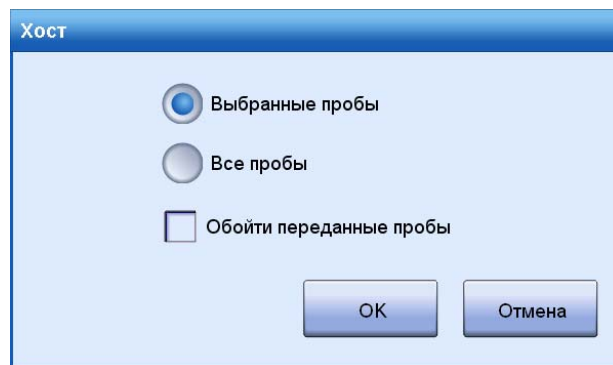 Хост
Выбранные пробы
Все пробы
Обойти переданные пробы
OK
Отмена